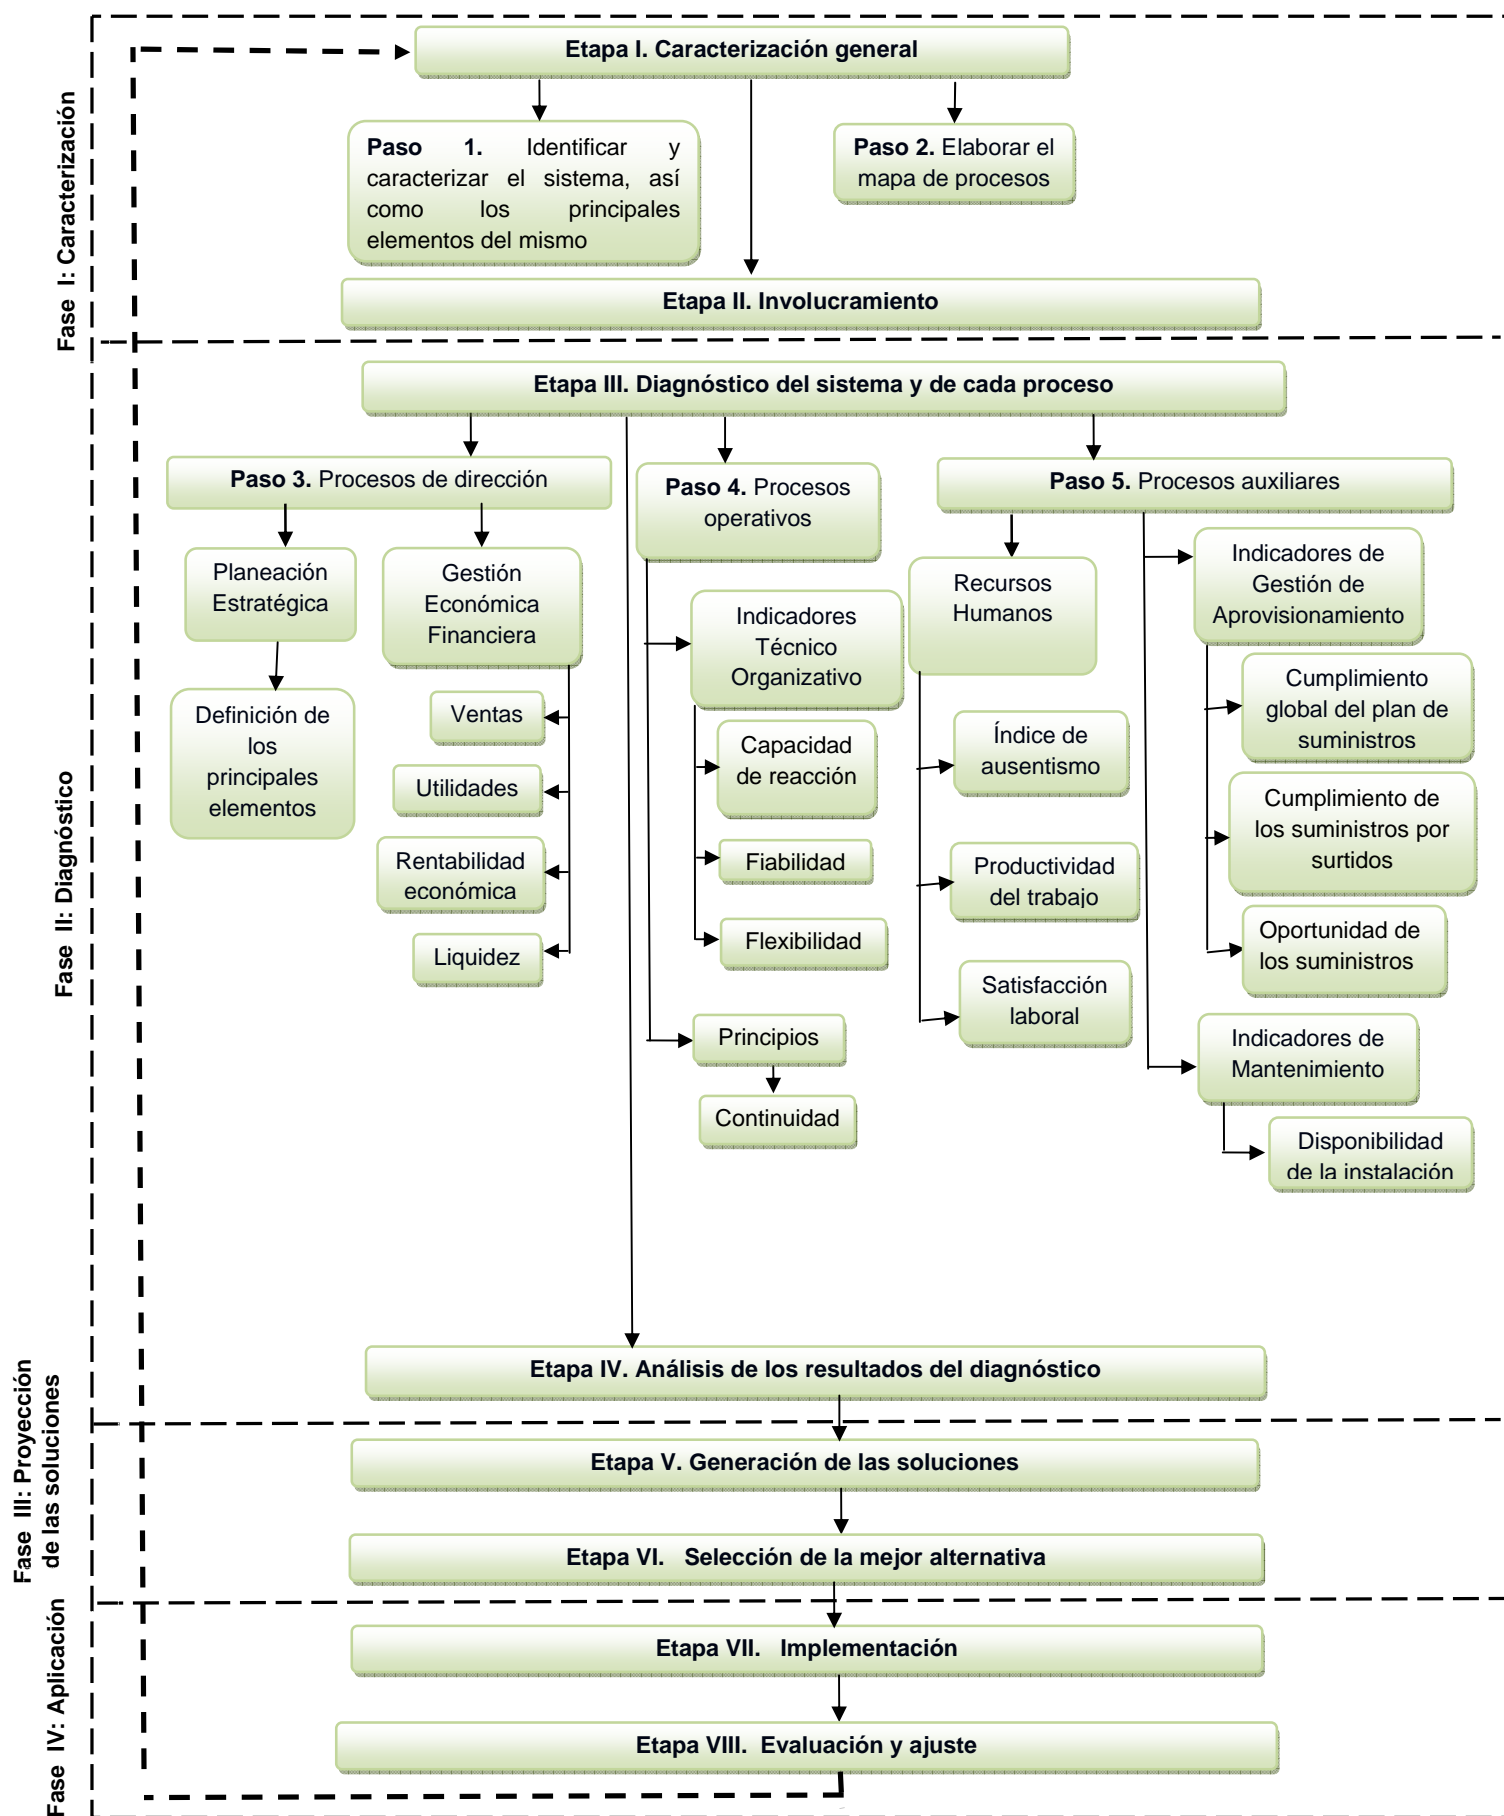 Fase I: Caracterización
Etapa I. Caracterización general
Paso 1. Identificar y
caracterizar el sistema, así
como los principales
elementos del mismo
Paso 2. Elaborar el
mapa de procesos
Etapa II. Involucramiento
Fase II: Diagnóstico
Etapa III. Diagnóstico del sistema y de cada proceso
Paso 3. Procesos de dirección
Planeación
Estratégica
Definición de
los
principales
elementos
Gestión
Económica
Financiera
Ventas
Utilidades
Rentabilidad
económica
Liquidez
Paso 4. Procesos
operativos
Indicadores
Técnico
Organizativo
Capacidad
de reacción
Fiabilidad
Flexibilidad
Principios
Continuidad
Paso 5. Procesos auxiliares
Recursos
Humanos
Índice de
ausentismo
Productividad
del trabajo
Satisfacción
laboral
Indicadores de
Gestión de
Aprovisionamiento
Cumplimiento
global del plan de
suministros
Cumplimiento de
los suministros por
surtidos
Oportunidad de
los suministros
Indicadores de
Mantenimiento
Disponibilidad
de la instalación
Etapa IV. Análisis de los resultados del diagnóstico
Fase III: Proyección
de las soluciones
Etapa V. Generación de las soluciones
Etapa VI. Selección de la mejor alternativa
Fase IV: Aplicación
Etapa VII. Implementación
Etapa VIII. Evaluación y ajuste